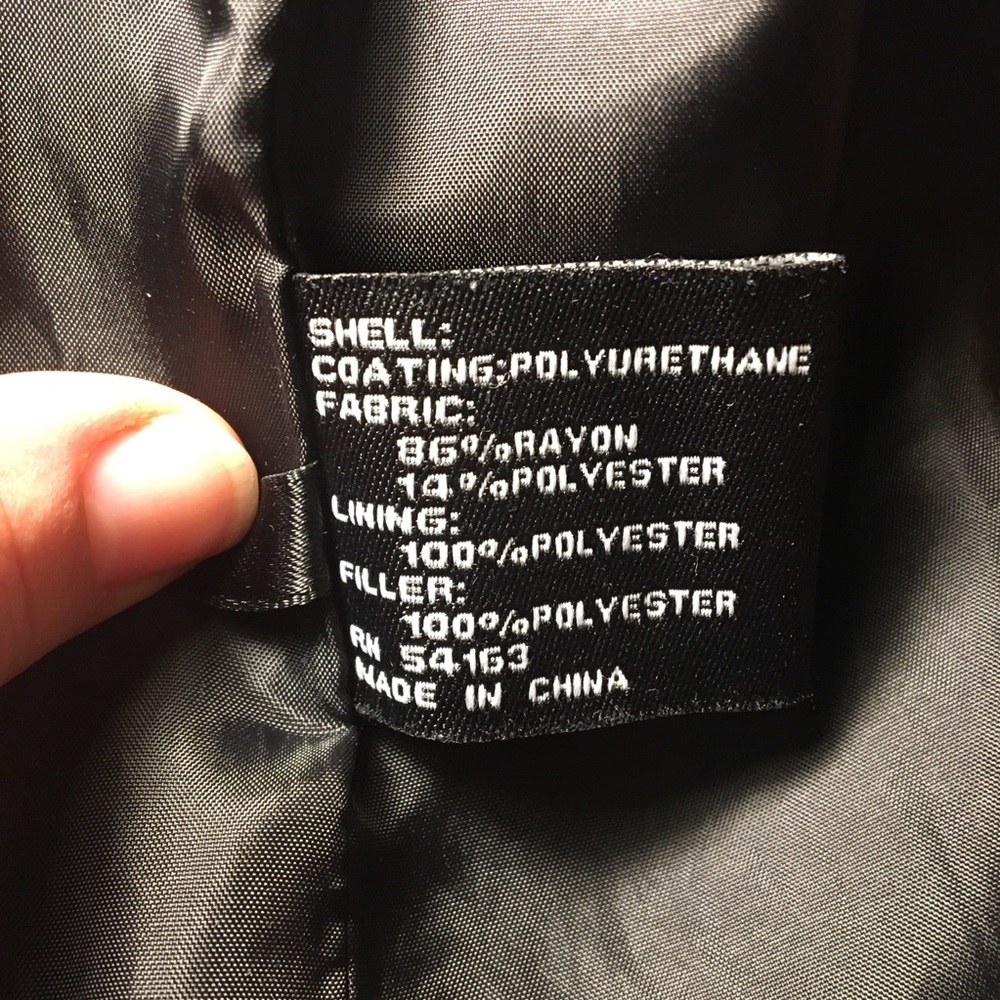 SHELL:
COATING:POLYURETHANE
FABRIC:
86%RAYON
14%POLYESTER
LINING:
100%POLYESTER
FILLER:
100%POLYESTER
RN 54163
MADE IN CHINA